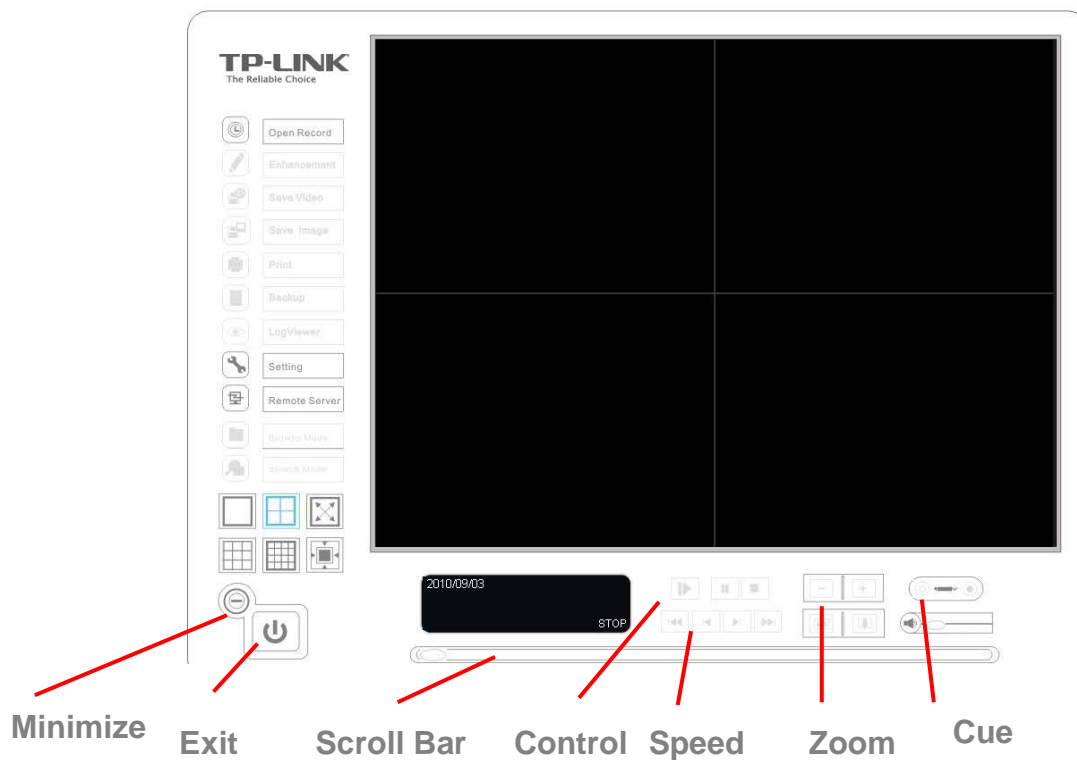 TP-LINK
The Reliable Choice
Open Record
Enhancement
Save Video
Save Image
Print
Backup
LogViewer
Setting
Remote Server
Browse Mode
Search Mode
2010/09/03
STOP
Minimize
Exit
Scroll Bar
Control
Speed
Zoom
Cue